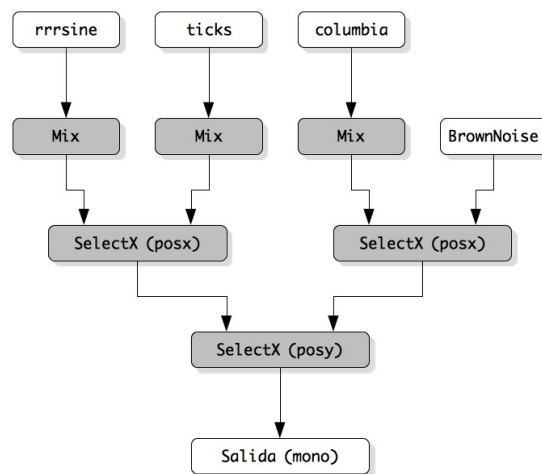 rrrsine
ticks
columbia
Mix
Mix
Mix
BrownNoise
SelectX (posx)
SelectX (posx)
SelectX (posy)
Salida (mono)